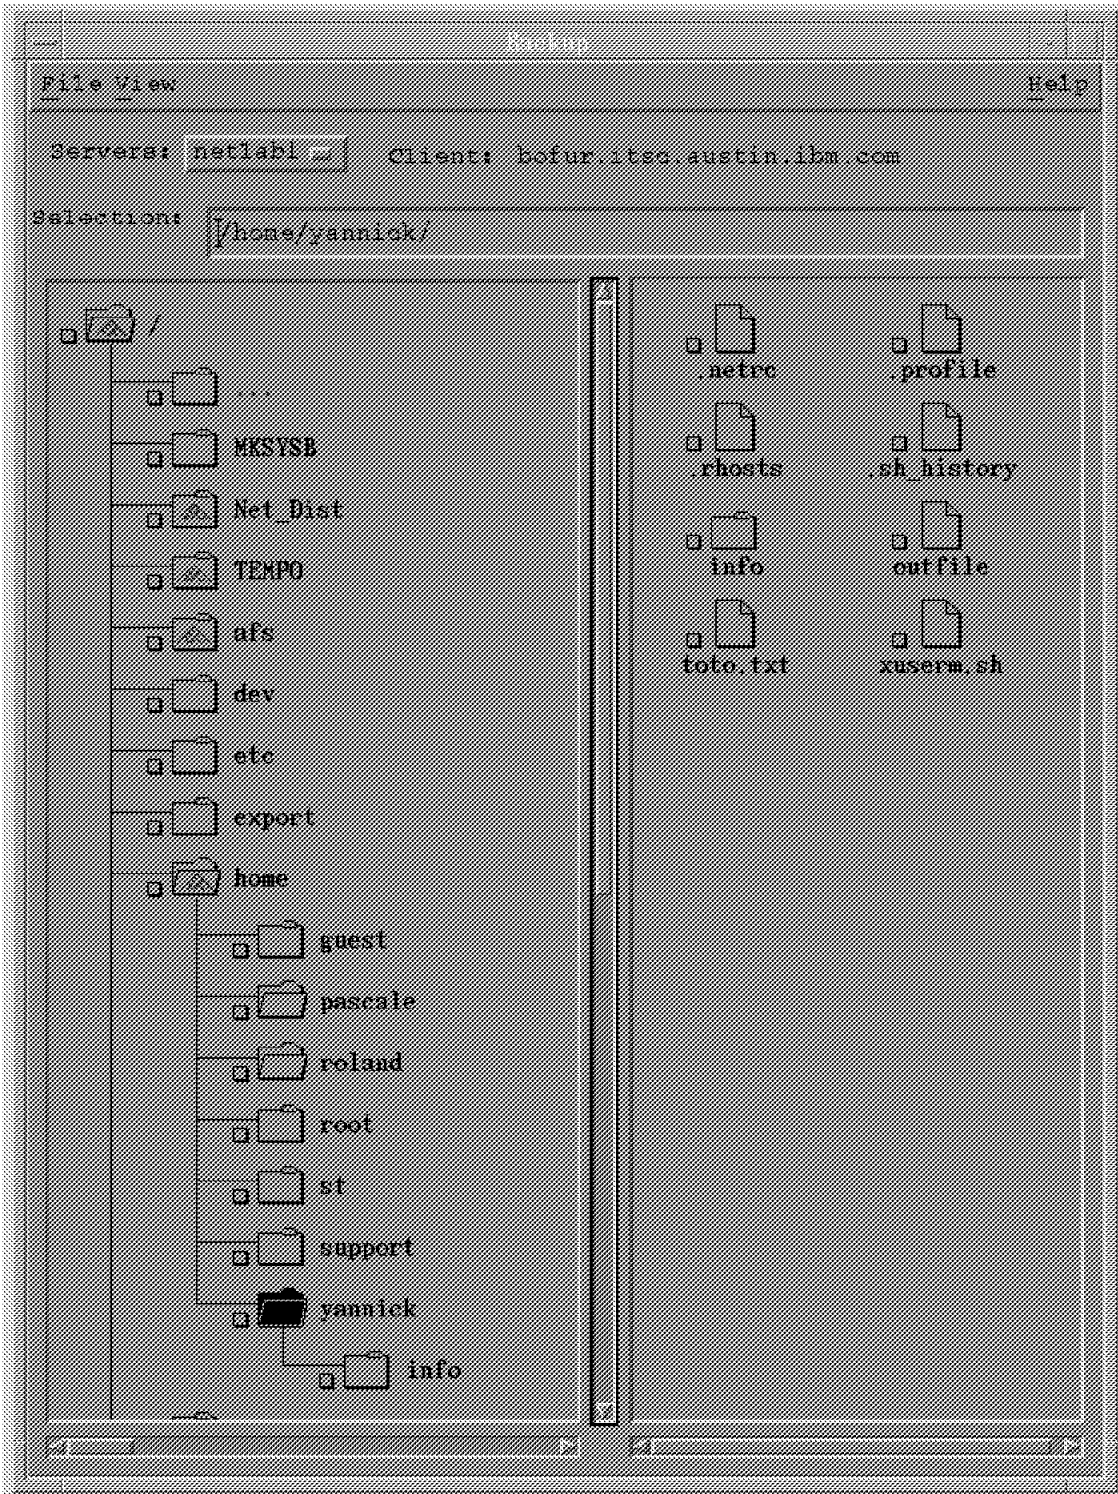 Backup
File View Help
Servers: netlab1 Client: bofur.itso.austin.ibm.com
Selection: /home/yannick/
/
...
MKSYSB
Net_Dist
TEMPO
afs
dev
etc
export
home
guest
pascale
roland
root
st
support
yannick
info
.netrc .profile
.rhosts .sh_history
info outfile
toto.txt xuserm.sh